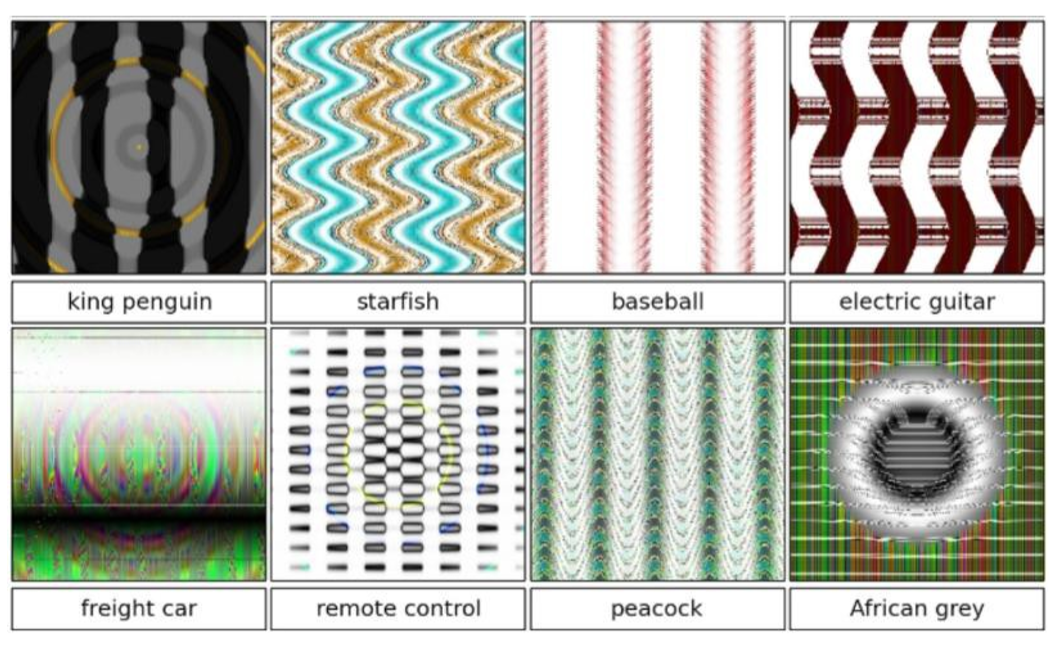 king penguin
starfish
baseball
electric guitar
freight car
remote control
peacock
African grey